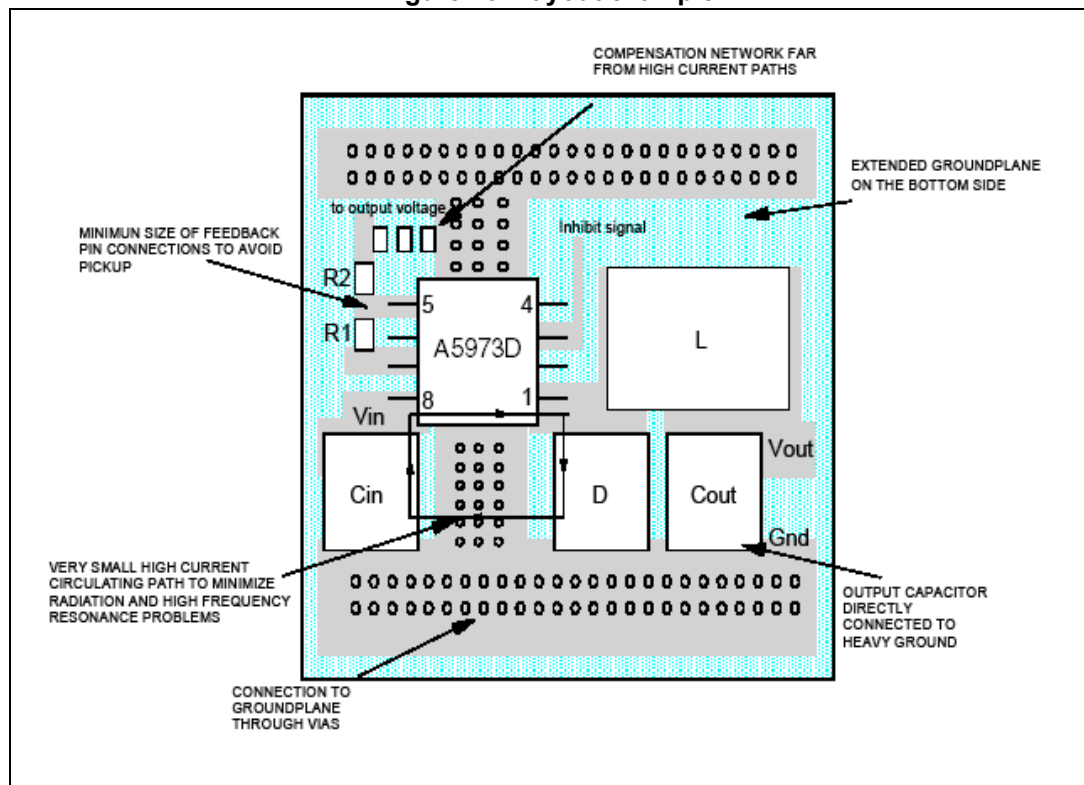 COMPENSATION NETWORK FAR
FROM HIGH CURRENT PATHS
EXTENDED GROUNDPLANE
ON THE BOTTOM SIDE
to output voltage
Inhibit signal
MINIMUN SIZE OF FEEDBACK
PIN CONNECTIONS TO AVOID
PICKUP
R2
R1
5
4
A5973D
8
1
L
Vin
Vout
Cin
D
Cout
Gnd
VERY SMALL HIGH CURRENT
CIRCULATING PATH TO MINIMIZE
RADIATION AND HIGH FREQUENCY
RESONANCE PROBLEMS
OUTPUT CAPACITOR
DIRECTLY
CONNECTED TO
HEAVY GROUND
CONNECTION TO
GROUNDPLANE
THROUGH VIAS